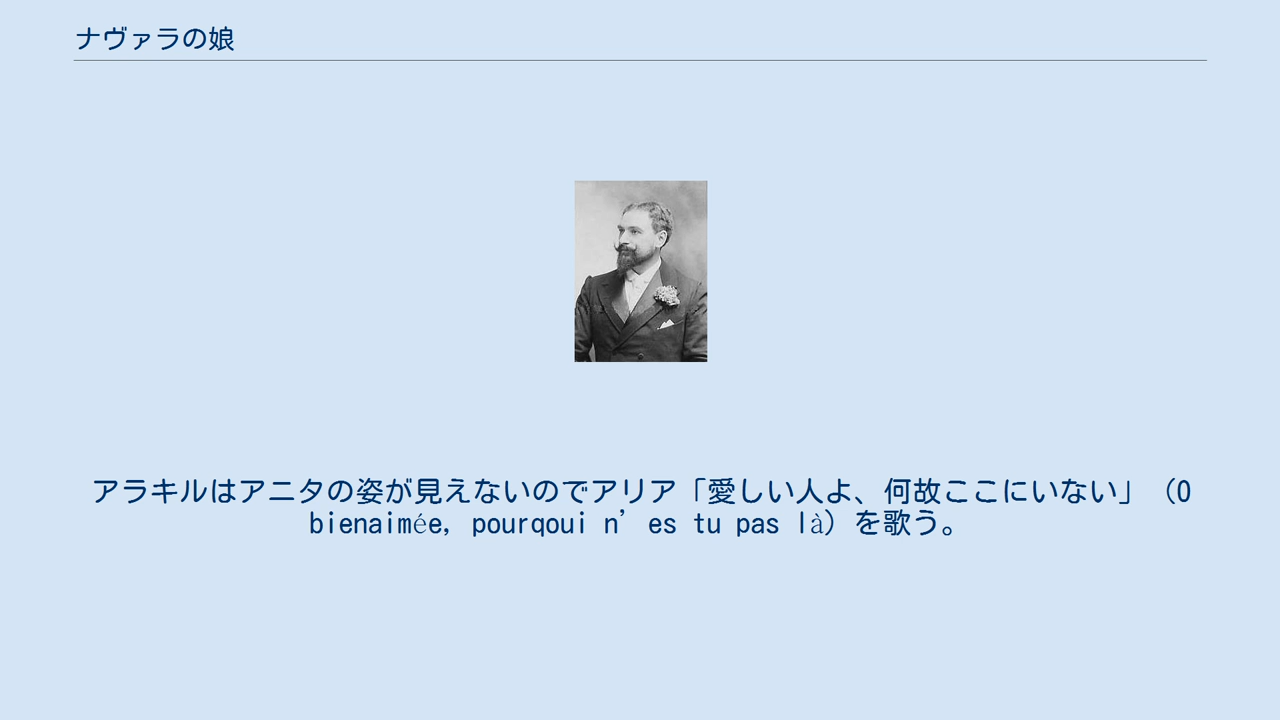 ナヴァラの娘
アラキルはアニタの姿が見えないのでアリア「愛しい人よ、何故ここにいない」（O
bienaimée, pourqoui n’es tu pas là）を歌う。